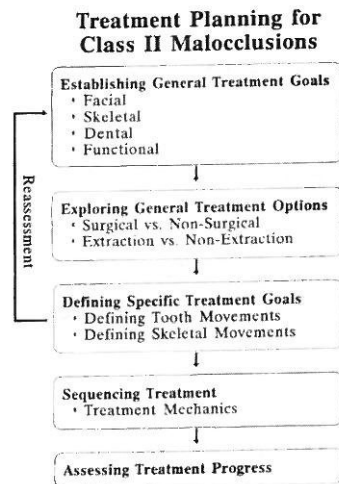 Treatment Planning for
Class II Malocclusions
Establishing General Treatment Goals
• Facial
• Skeletal
• Dental
• Functional
Reassessment
Exploring General Treatment Options
• Surgical vs. Non-Surgical
• Extraction vs. Non-Extraction
Defining Specific Treatment Goals
• Defining Tooth Movements
• Defining Skeletal Movements
Sequencing Treatment
• Treatment Mechanics
Assessing Treatment Progress